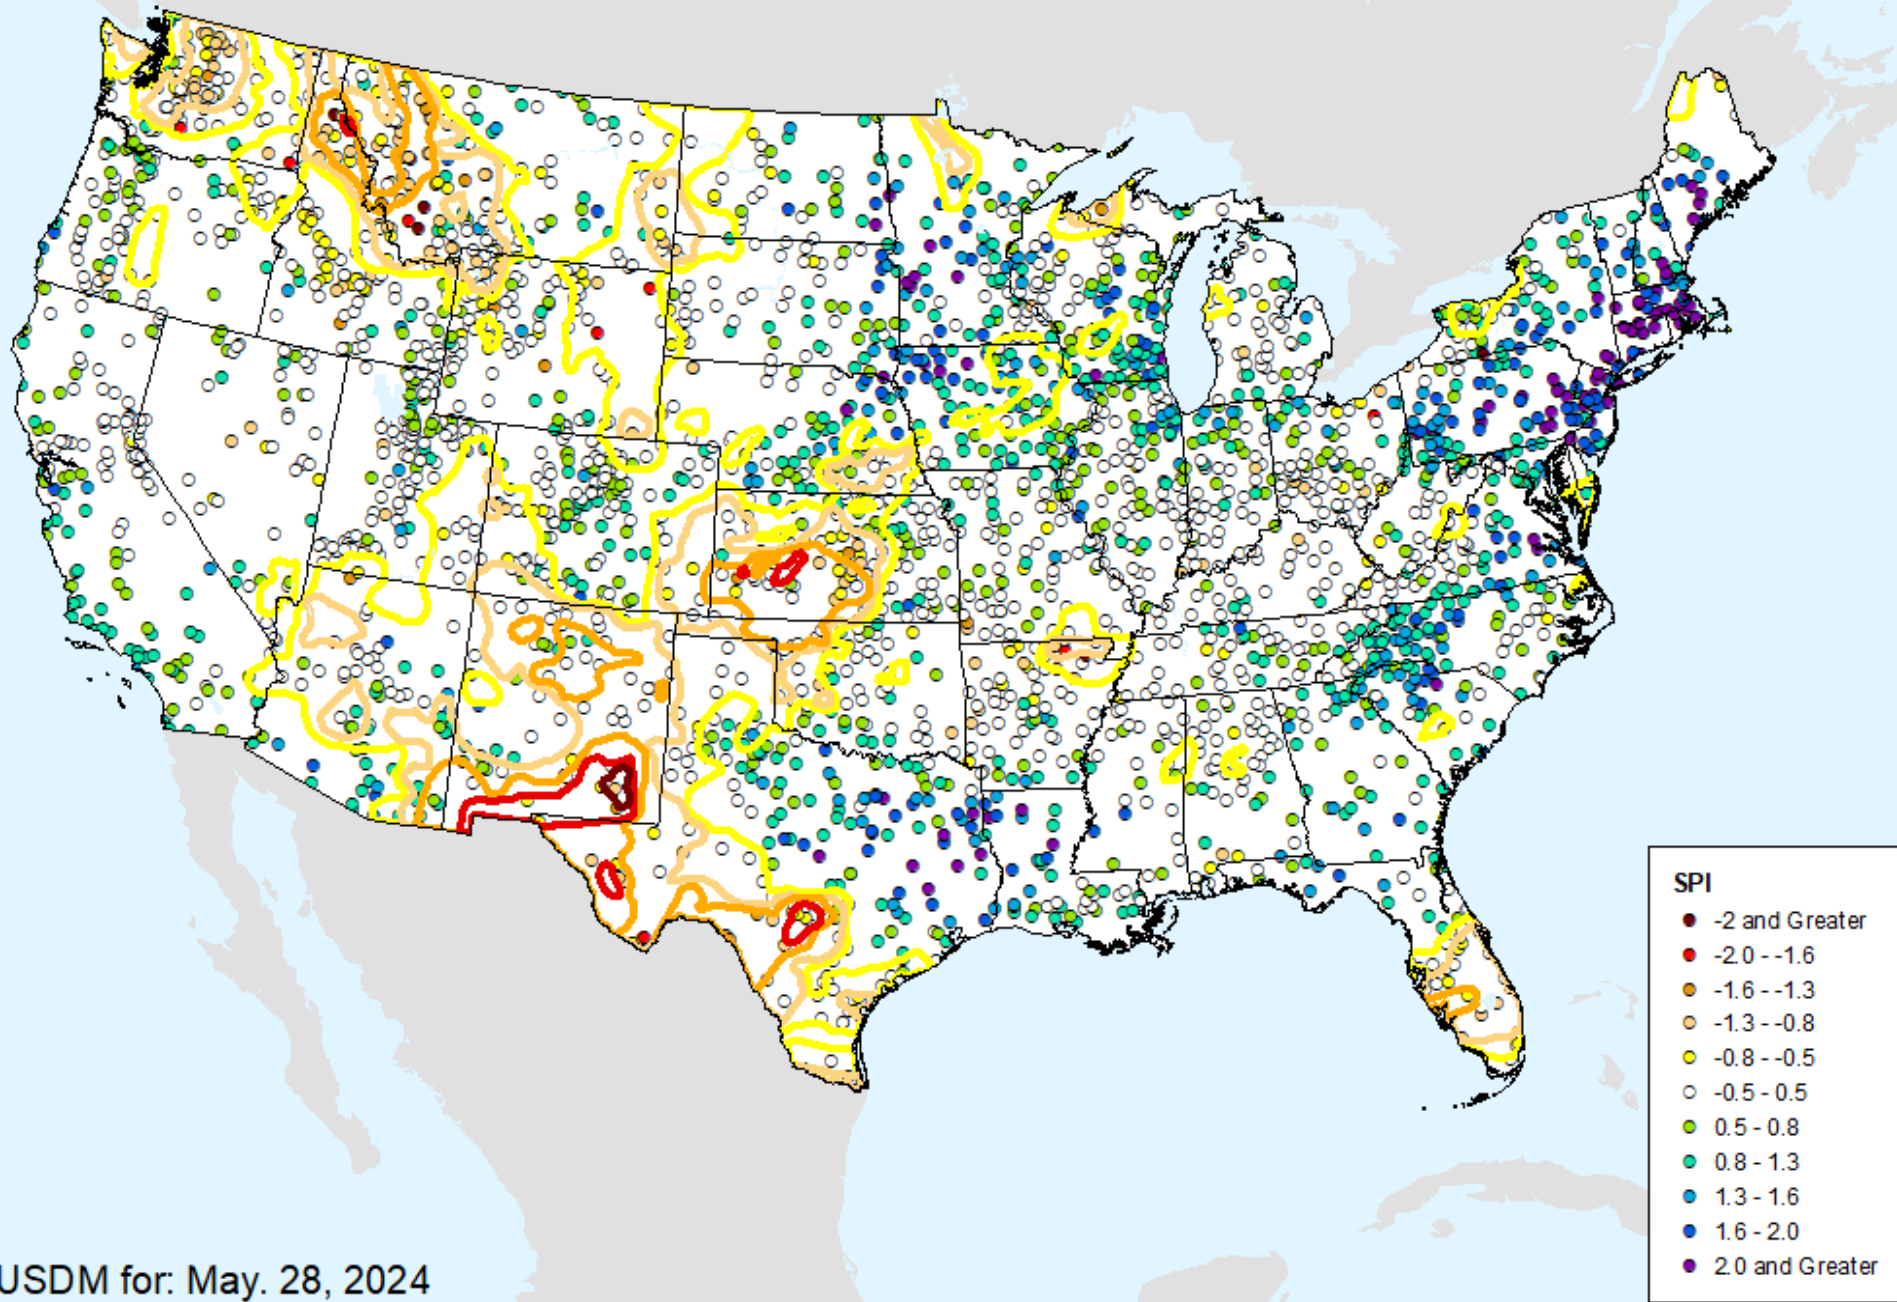 SPI
-2 and Greater
-2.0 - -1.6
-1.6 - -1.3
-1.3 - -0.8
-0.8 - -0.5
-0.5 - 0.5
0.5 - 0.8
0.8 - 1.3
1.3 - 1.6
1.6 - 2.0
2.0 and Greater
USDM for: May. 28, 2024